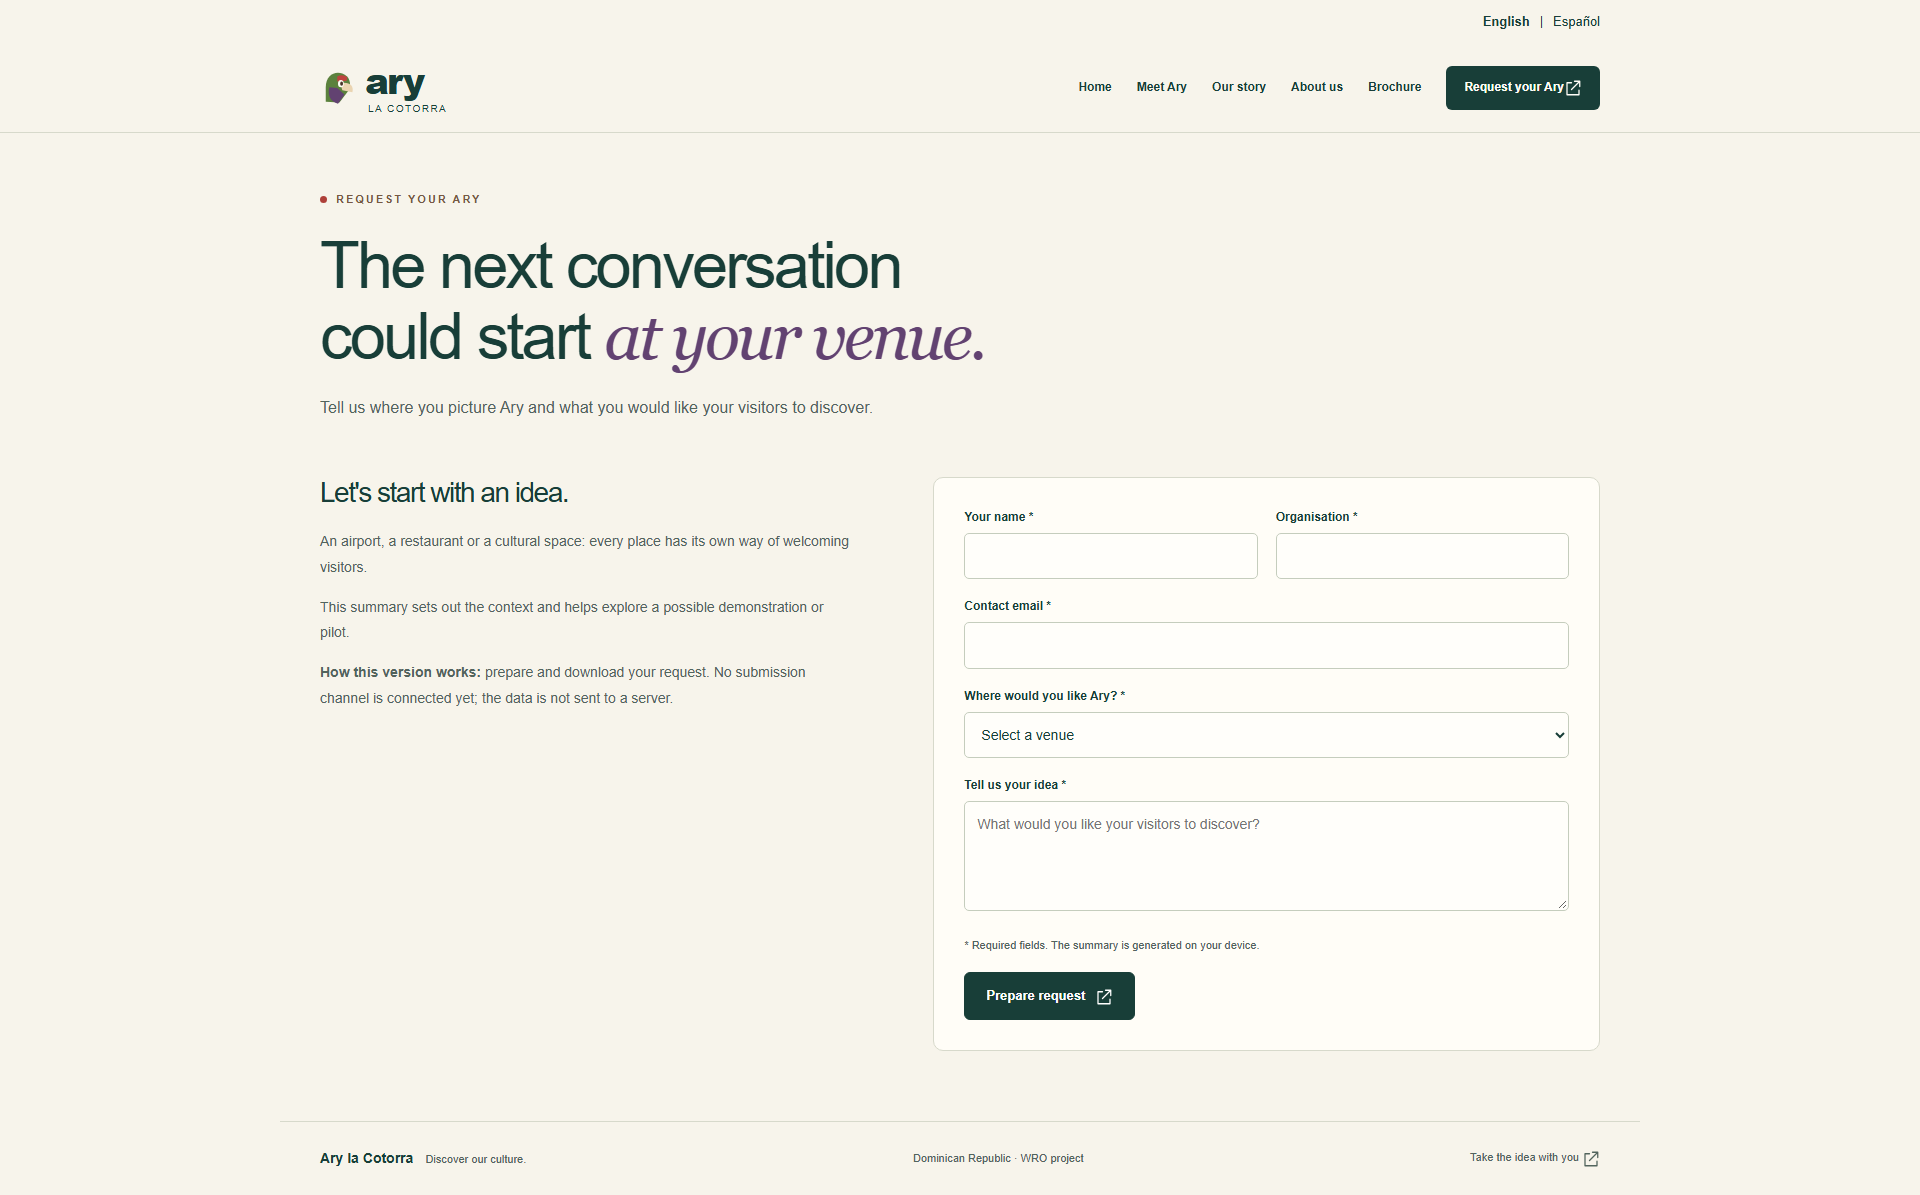 English | Español
ary
LA COTORRA
Home Meet Ary Our story About us Brochure Request your Ary
REQUEST YOUR ARY
The next conversation
could start at your venue.
Tell us where you picture Ary and what you would like your visitors to discover.
Let's start with an idea.
An airport, a restaurant or a cultural space: every place has its own way of welcoming
visitors.
This summary sets out the context and helps explore a possible demonstration or
pilot.
How this version works: prepare and download your request. No submission
channel is connected yet; the data is not sent to a server.
Your name * Organisation *
Contact email *
Where would you like Ary? *
Select a venue
Tell us your idea *
What would you like your visitors to discover?
* Required fields. The summary is generated on your device.
Prepare request
Ary la Cotorra Discover our culture. Dominican Republic · WRO project Take the idea with you